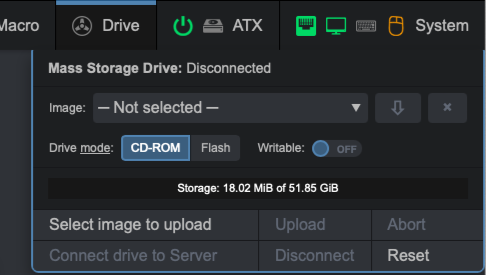 Macro Drive ATX System
Mass Storage Drive: Disconnected
Image: — Not selected —
Drive mode: CD-ROM Flash Writable: OFF
Storage: 18.02 MiB of 51.85 GiB
Select image to upload Upload Abort
Connect drive to Server Disconnect Reset